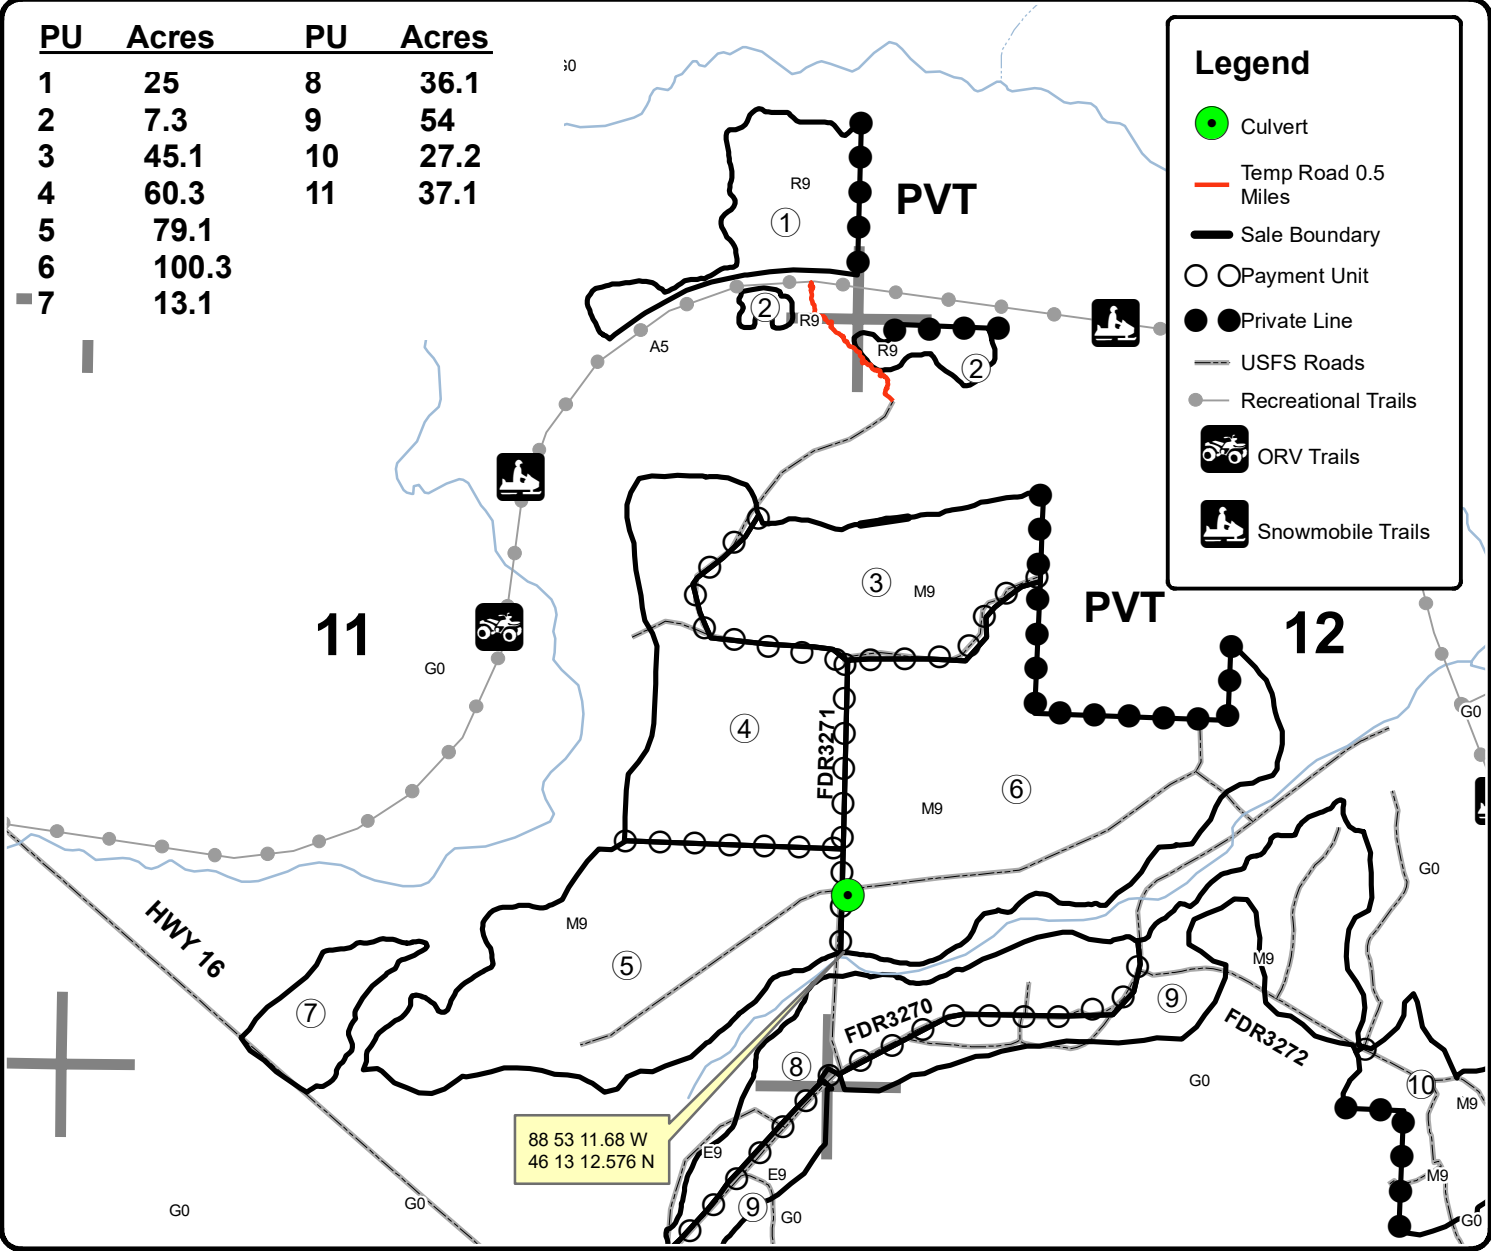 PU Acres PU Acres
1 25 8 36.1
2 7.3 9 54
3 45.1 10 27.2
4 60.3 11 37.1
5 79.1
6 100.3
7 13.1
Legend
Culvert
Temp Road 0.5
Miles
Sale Boundary
Payment Unit
Private Line
USFS Roads
Recreational Trails
ORV Trails
Snowmobile Trails
G0
R9
1
PVT
2
R9
A5
R9
2
3
M9
PVT
11
12
G0
G0
4
FDR3271
6
M9
G0
HWY 16
M9
5
M9
7
9
FDR3270
FDR3272
8
G0
10
M9
88 53 11.68 W
46 13 12.576 N
E9
E9
M9
9
G0
G0
G0
G0